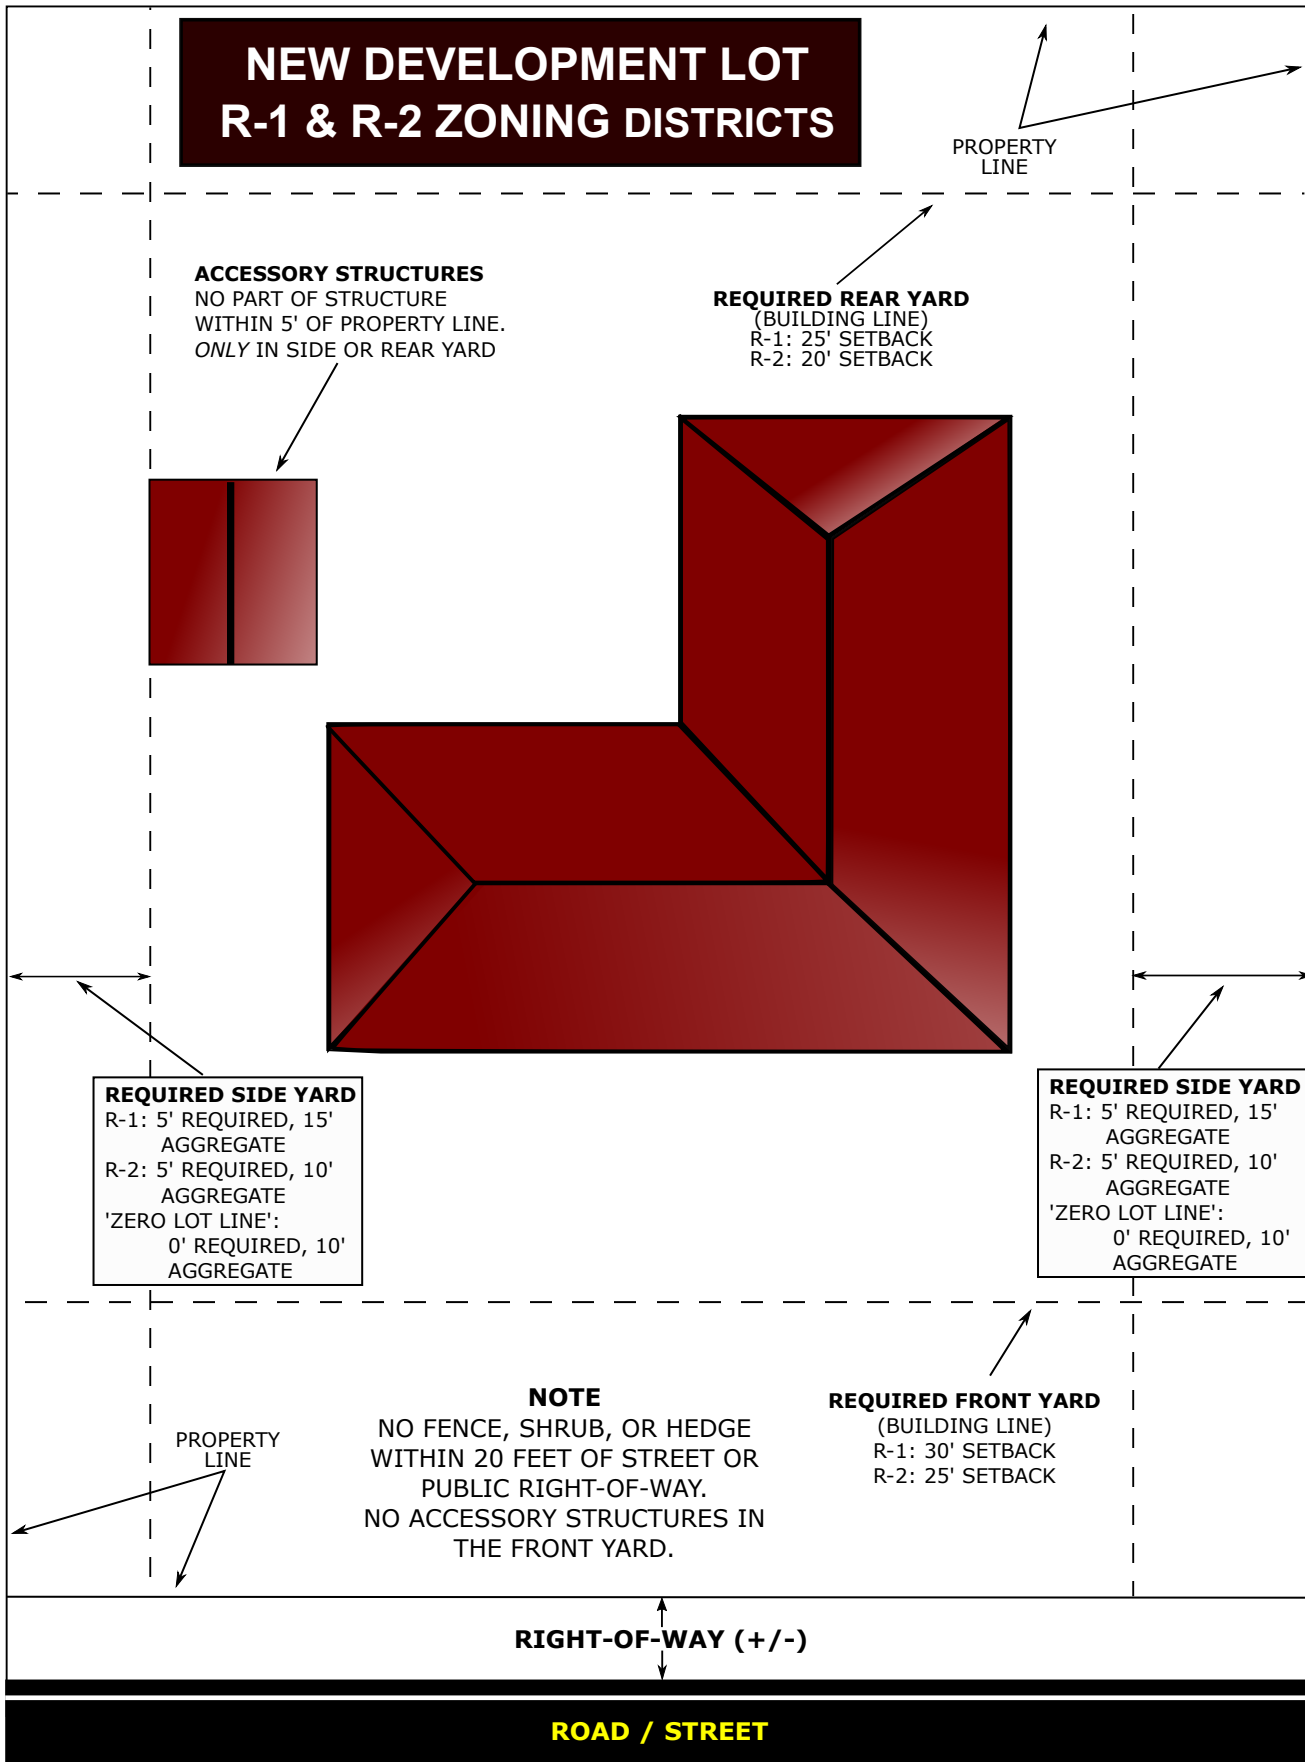 NEW DEVELOPMENT LOT
R-1 & R-2 ZONING DISTRICTS
PROPERTY
LINE
ACCESSORY STRUCTURES
NO PART OF STRUCTURE
WITHIN 5' OF PROPERTY LINE.
ONLY IN SIDE OR REAR YARD
REQUIRED REAR YARD
(BUILDING LINE)
R-1: 25' SETBACK
R-2: 20' SETBACK
REQUIRED SIDE YARD
R-1: 5' REQUIRED, 15'
AGGREGATE
R-2: 5' REQUIRED, 10'
AGGREGATE
'ZERO LOT LINE':
0' REQUIRED, 10'
AGGREGATE
REQUIRED SIDE YARD
R-1: 5' REQUIRED, 15'
AGGREGATE
R-2: 5' REQUIRED, 10'
AGGREGATE
'ZERO LOT LINE':
0' REQUIRED, 10'
AGGREGATE
PROPERTY
LINE
NOTE
NO FENCE, SHRUB, OR HEDGE
WITHIN 20 FEET OF STREET OR
PUBLIC RIGHT-OF-WAY.
NO ACCESSORY STRUCTURES IN
THE FRONT YARD.
REQUIRED FRONT YARD
(BUILDING LINE)
R-1: 30' SETBACK
R-2: 25' SETBACK
RIGHT-OF-WAY (+/-)
ROAD / STREET